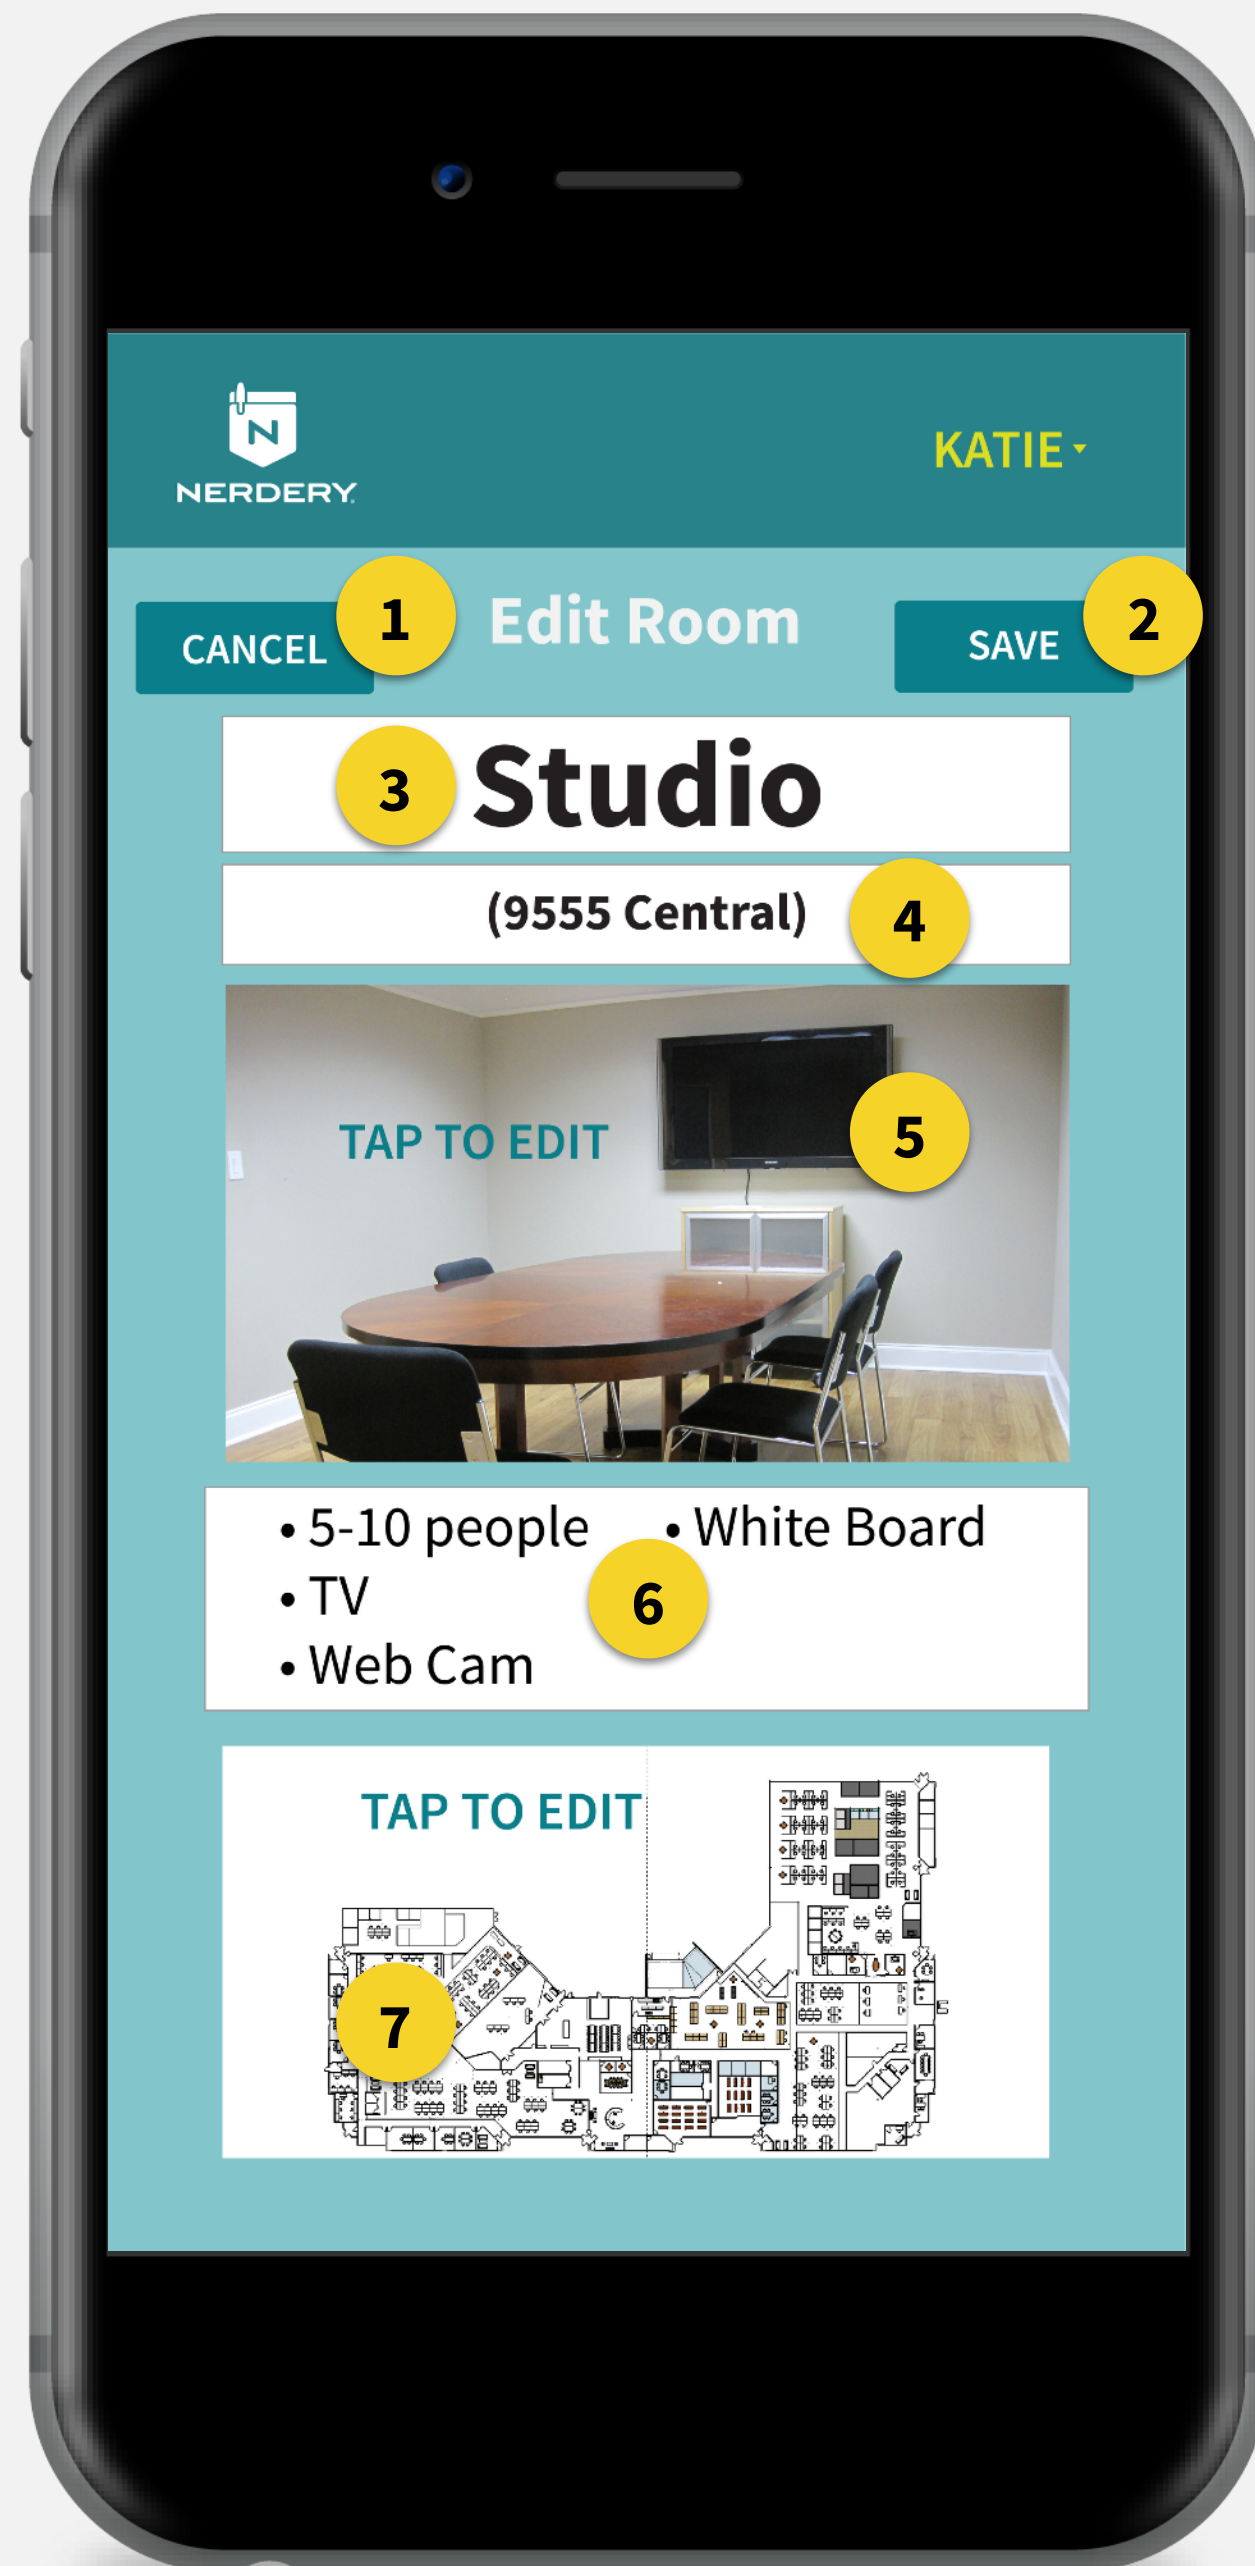 N
NERDERY
KATIE
CANCEL 1 Edit Room SAVE 2
3 Studio
(9555 Central) 4
TAP TO EDIT 5
• 5-10 people • White Board
• TV 6
• Web Cam
TAP TO EDIT
7